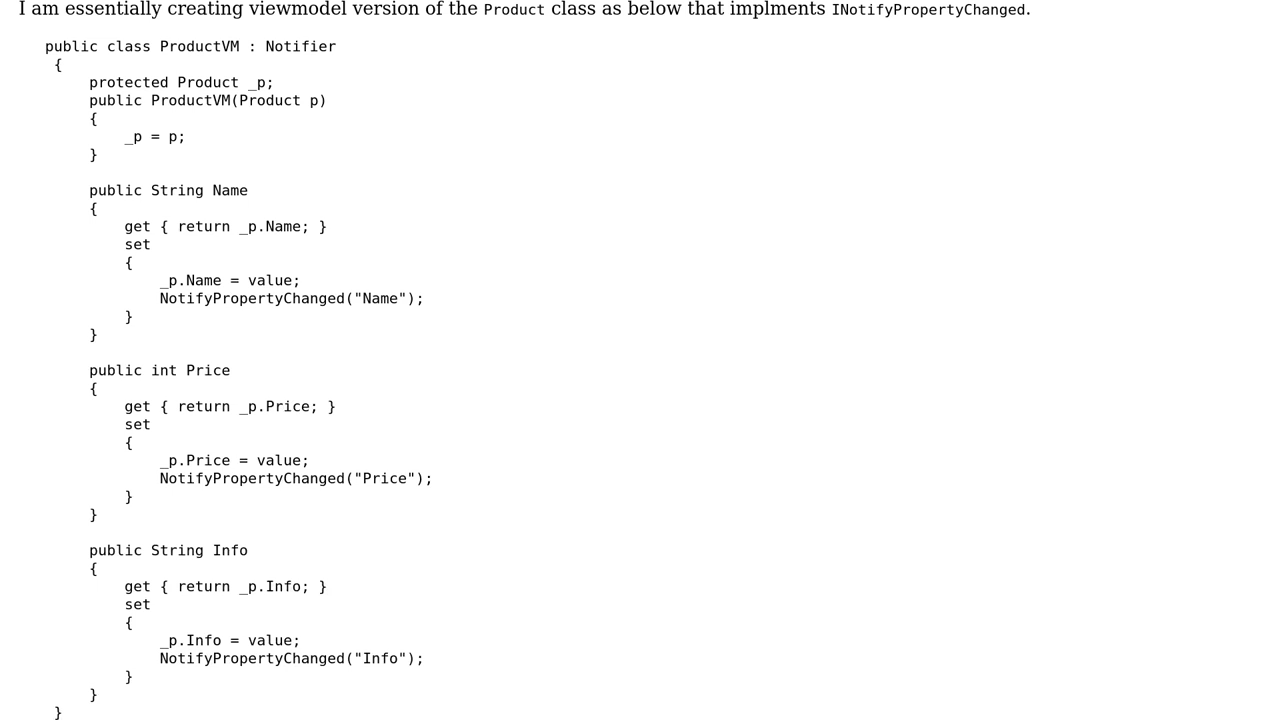 I am essentially creating viewmodel version of the Product class as below that implments INotifyPropertyChanged.
public class ProductVM : Notifier
{
protected Product _p;
public ProductVM(Product p)
{
_p = p;
}
public String Name
{
get { return _p.Name; }
set
{
_p.Name = value;
NotifyPropertyChanged("Name");
}
}
public int Price
{
get { return _p.Price; }
set
{
_p.Price = value;
NotifyPropertyChanged("Price");
}
}
public String Info
{
get { return _p.Info; }
set
{
_p.Info = value;
NotifyPropertyChanged("Info");
}
}
}